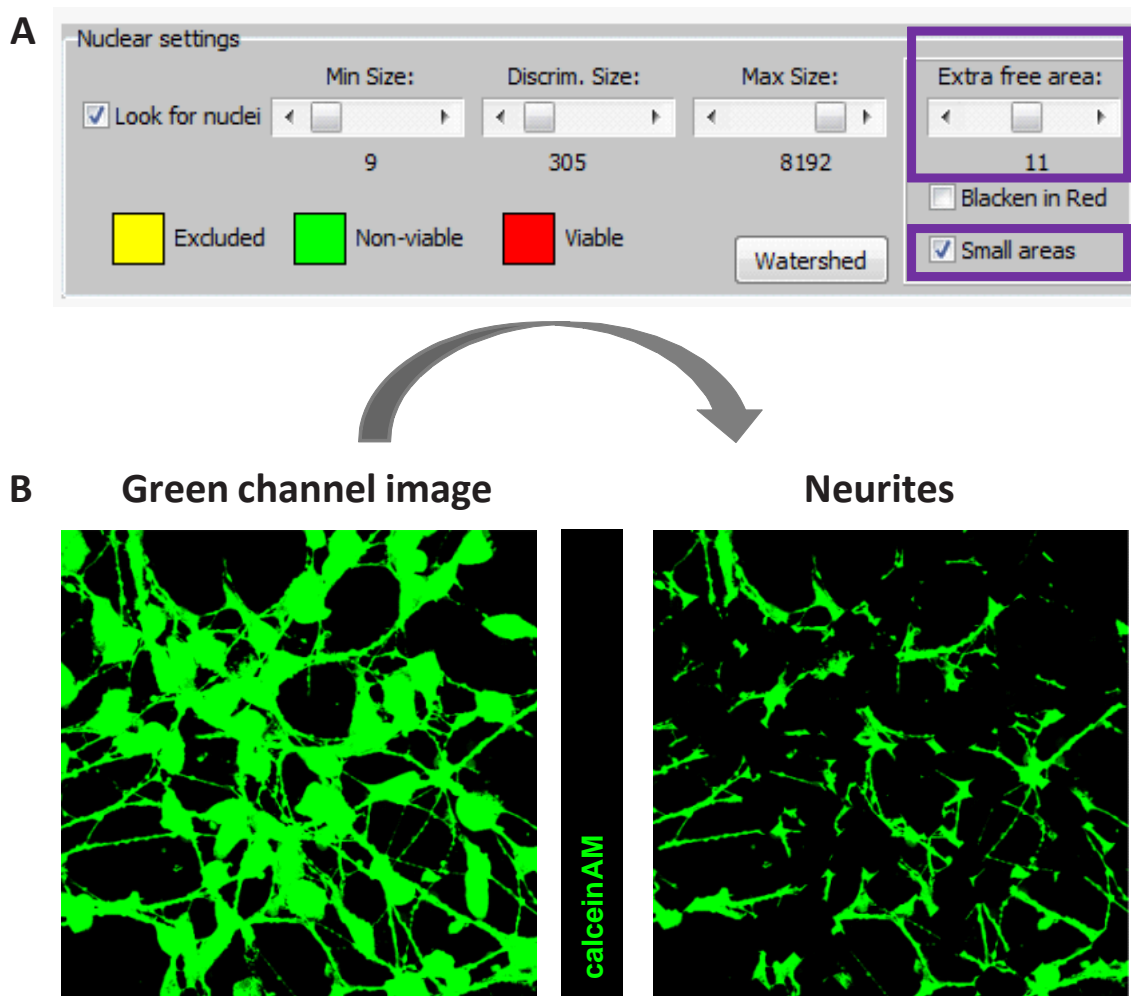 A
Nuclear settings
Min Size: Discrim. Size: Max Size: Extra free area:
Look for nuclei
9 305 8192 11
Blacken in Red
Excluded Non-viable Viable
Watershed
Small areas
B Green channel image Neurites
calceinAM